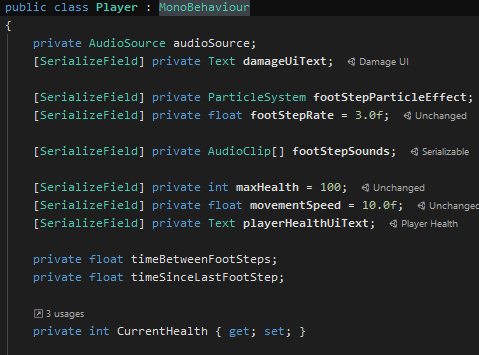 public class Player : MonoBehaviour
{
private AudioSource audioSource;
[SerializeField] private Text damageUiText; Damage UI
[SerializeField] private ParticleSystem footStepParticleEffect;
[SerializeField] private float footStepRate = 3.0f; Unchanged
[SerializeField] private AudioClip[] footStepSounds; Serializable
[SerializeField] private int maxHealth = 100; Unchanged
[SerializeField] private float movementSpeed = 10.0f; Unchanged
[SerializeField] private Text playerHealthUiText; Player Health
private float timeBetweenFootSteps;
private float timeSinceLastFootStep;
3 usages
private int CurrentHealth { get; set; }